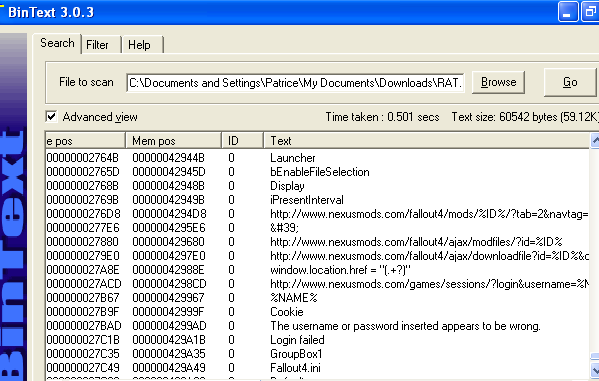 BinText 3.0.3
Search Filter Help
File to scan C:\Documents and Settings\Patrice\My Documents\Downloads\RAT. Browse Go
Advanced view Time taken : 0.501 secs Text size: 60542 bytes (59.12K)
BinText
e pos Mem pos ID Text
00000002764B 00000042944B 0 Launcher
00000002765D 00000042945D 0 bEnableFileSelection
00000002768B 00000042948B 0 Display
00000002769B 00000042949B 0 iPresentInterval
0000000276D8 0000004294D8 0 http://www.nexusmods.com/fallout4/mods/%ID%/?tab=2&navtag=
0000000277E6 0000004295E6 0 &#39;
000000027880 000000429680 0 http://www.nexusmods.com/fallout4/ajax/modfiles/?id=%ID%
0000000279E0 0000004297E0 0 http://www.nexusmods.com/fallout4/ajax/downloadfile?id=%ID%&
000000027A8E 00000042988E 0 window.location.href = "(.+?)"
000000027ACD 0000004298CD 0 http://www.nexusmods.com/games/sessions/?login&username=%N
000000027B67 000000429967 0 %NAME%
000000027B9F 00000042999F 0 Cookie
000000027BAD 0000004299AD 0 The username or password inserted appears to be wrong.
000000027C1B 000000429A1B 0 Login failed
000000027C35 000000429A35 0 GroupBox1
000000027C49 000000429A49 0 Fallout4.ini